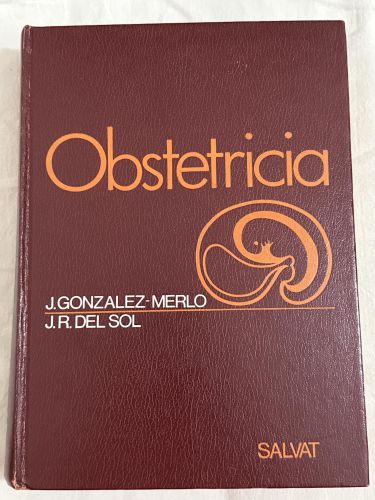 Obstetricia
J. GONZALEZ-MERLO
J. R. DEL SOL
SALVAT